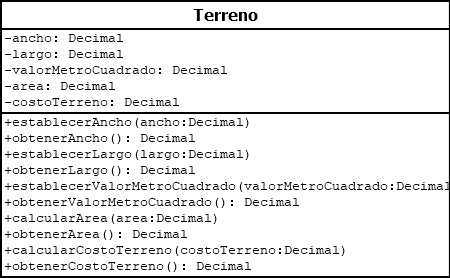 Terreno
-ancho: Decimal
-largo: Decimal
-valorMetroCuadrado: Decimal
-area: Decimal
-costoTerreno: Decimal
+establecerAncho(ancho:Decimal)
+obtenerAncho(): Decimal
+establecerLargo(largo:Decimal)
+obtenerLargo(): Decimal
+establecerValorMetroCuadrado(valorMetroCuadrado:Decimal
+obtenerValorMetroCuadrado(): Decimal
+calcularArea(area:Decimal)
+obtenerArea(): Decimal
+calcularCostoTerreno(costoTerreno:Decimal)
+obtenerCostoTerreno(): Decimal